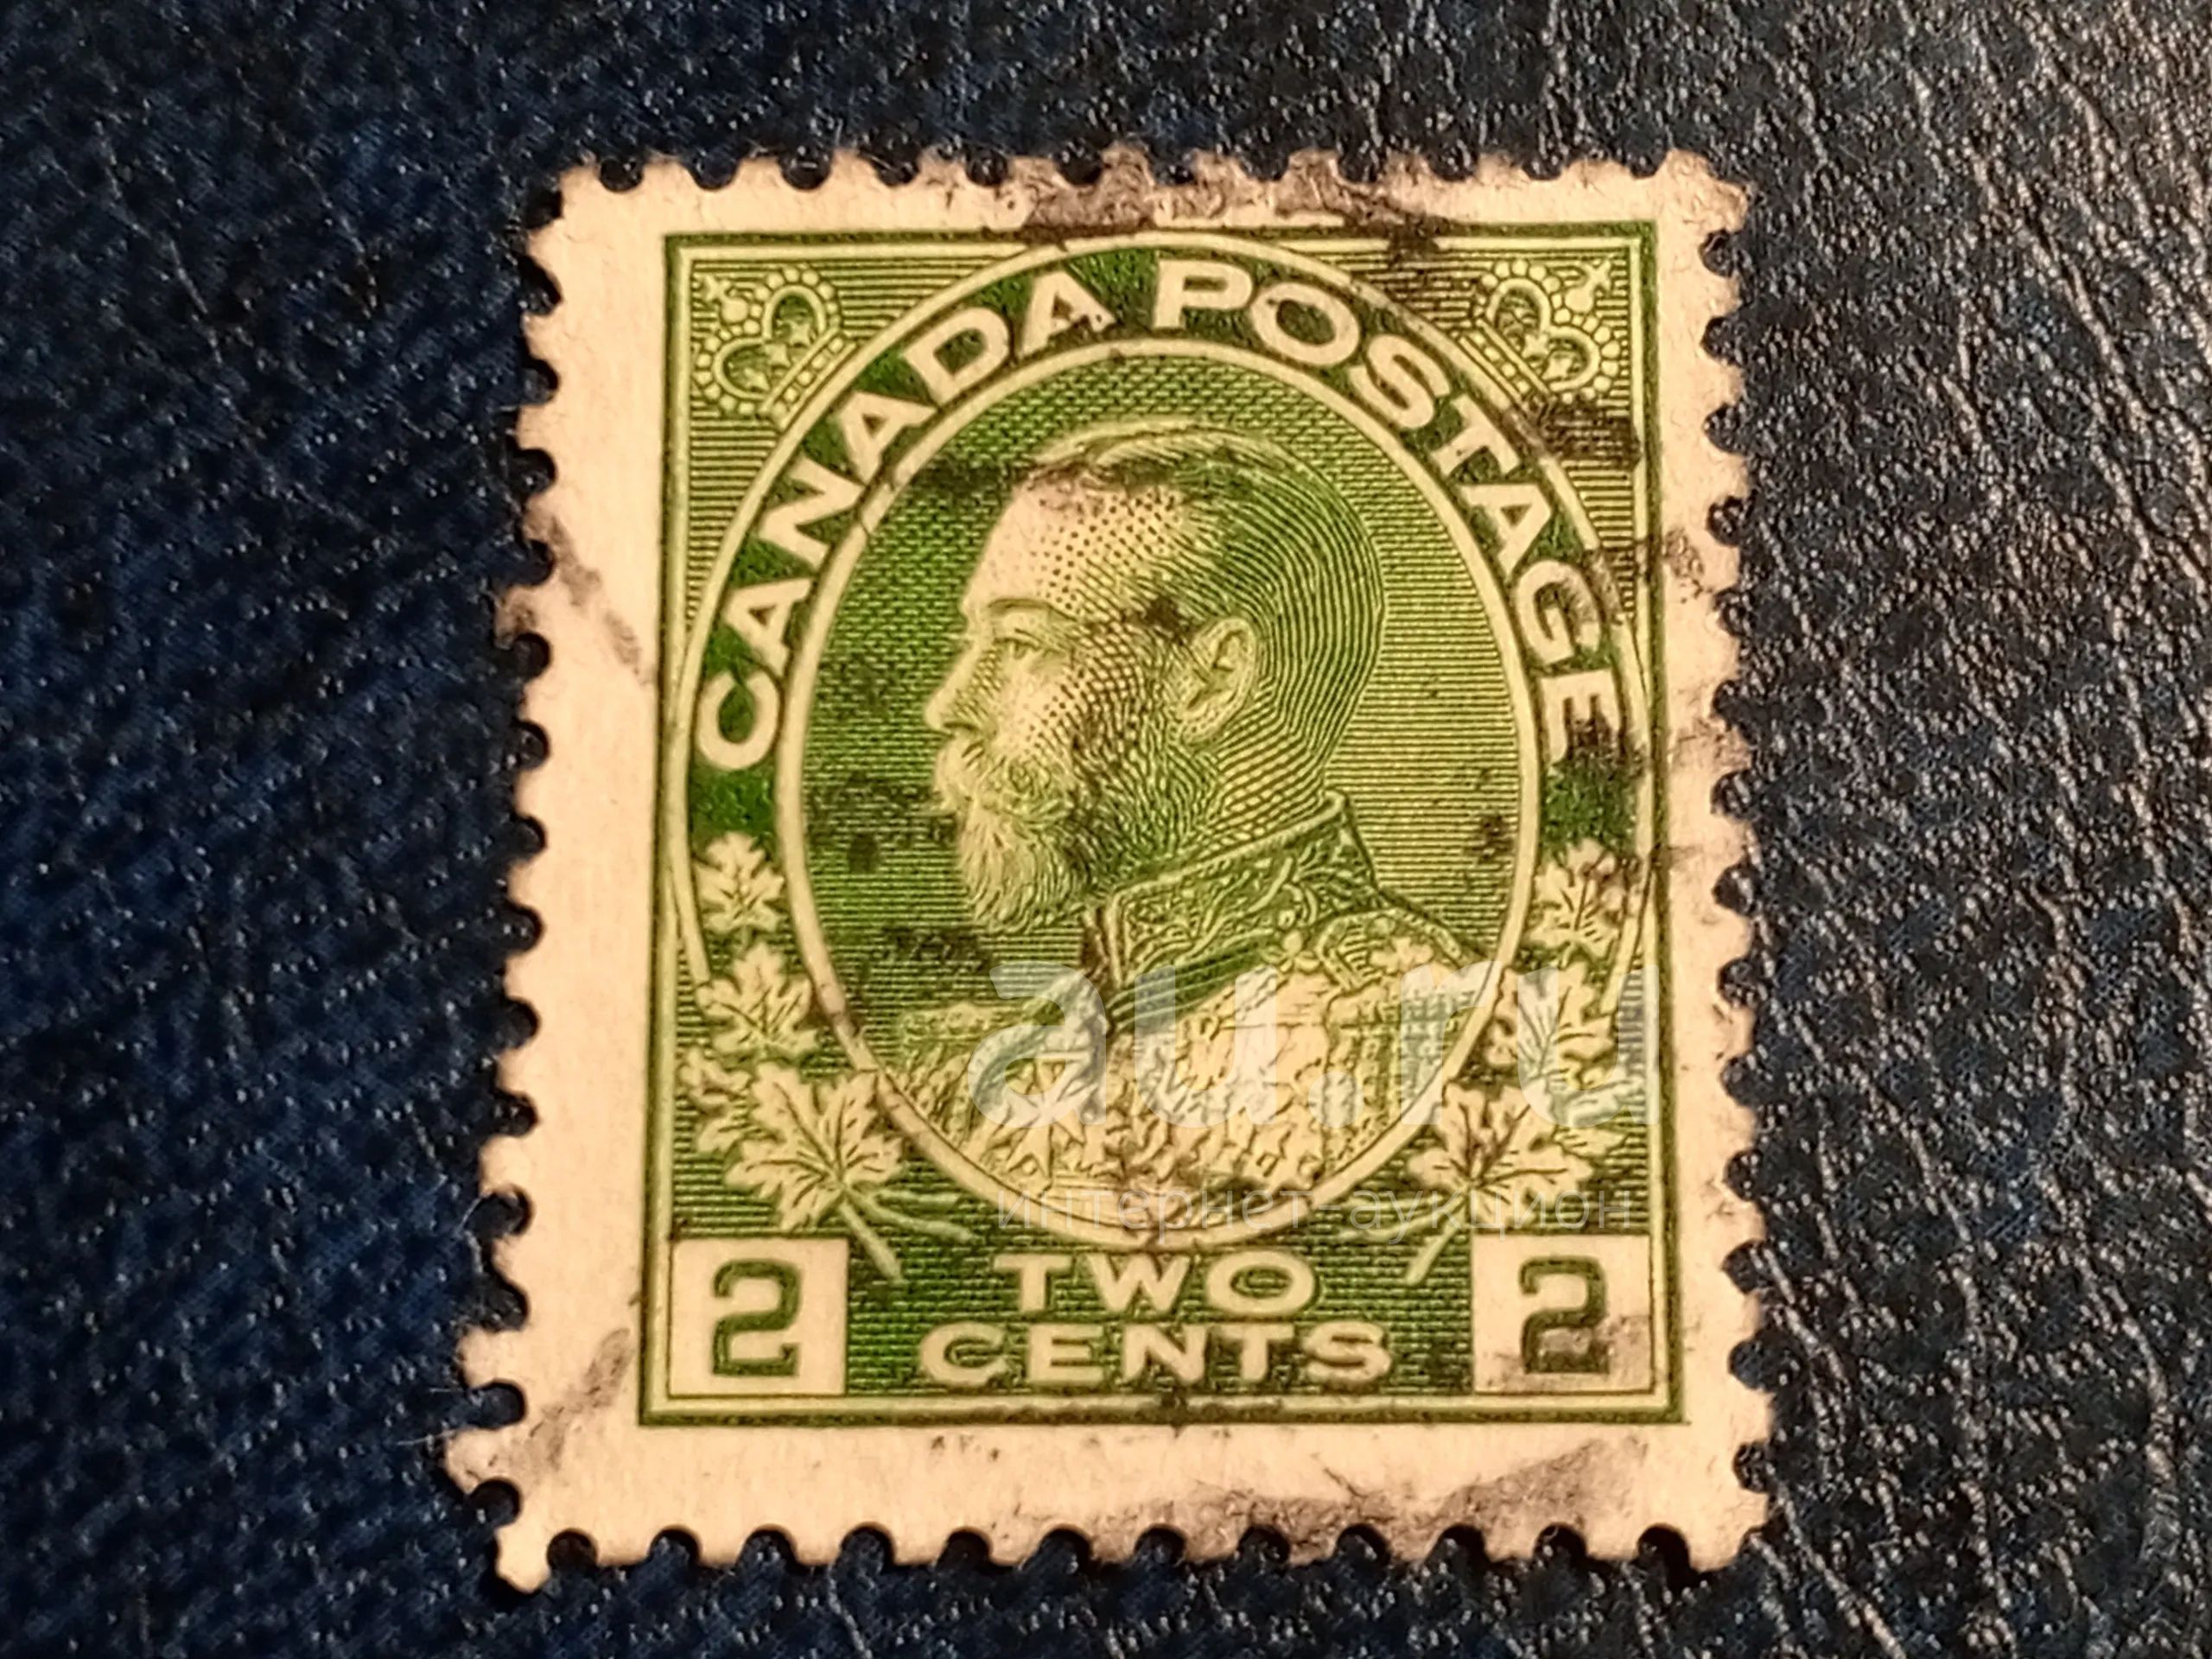 CANADA POSTAGE
au.ru
интернет-аукцион
2 TWO 2
CENTS